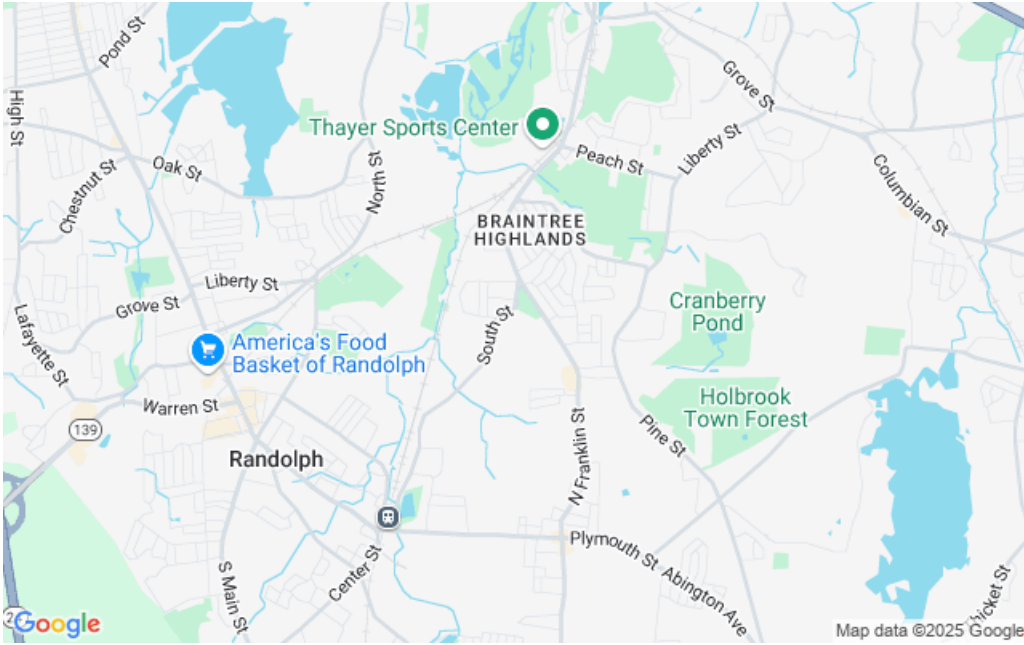 Pond St
High St
Grove St
Thayer Sports Center
Peach St
Liberty St
Oak St
Chestnut St
North St
Columbian St
BRAINTREE
HIGHLANDS
Liberty St
Grove St
Lafayette St
Cranberry
Pond
South St
America's Food
Basket of Randolph
Warren St
139
Holbrook
Town Forest
Pine St
N Franklin St
Randolph
Plymouth St
Abington Ave
Center St
S Main St
Thicket St
Google
Map data ©2025 Google